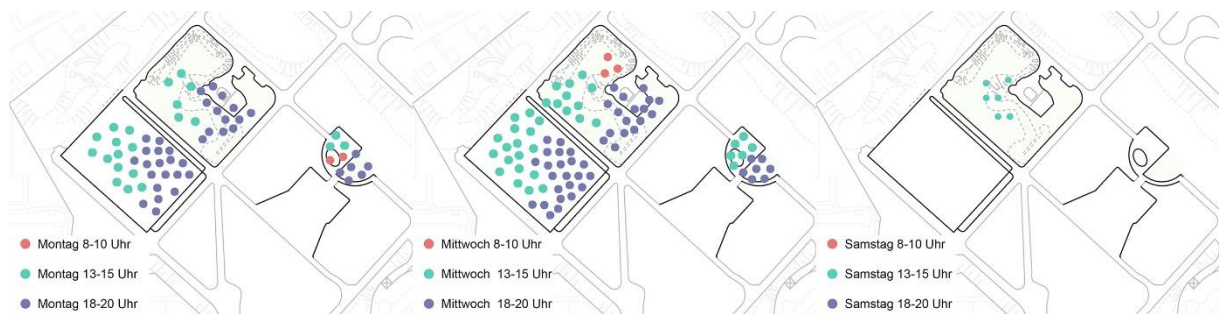 Montag 8-10 Uhr
Montag 13-15 Uhr
Montag 18-20 Uhr
Mittwoch 8-10 Uhr
Mittwoch 13-15 Uhr
Mittwoch 18-20 Uhr
Samstag 8-10 Uhr
Samstag 13-15 Uhr
Samstag 18-20 Uhr